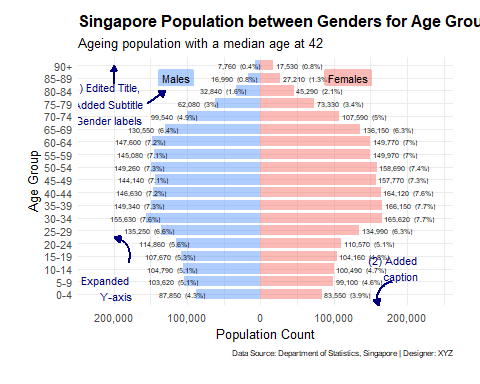 Singapore Population between Genders for Age Grou
Ageing population with a median age at 42
Age Group
90+ 7,760 (0.4%) 17,530 (0.8%)
85-89 Males 16,990 (0.8%) 27,210 (1.3% Females
80-84 ) Edited Title, 32,840 (1.6%) 45,290 (2.1%)
75-79 Added Subtitle 62,080 (3%) 73,330 (3.4%)
70-74 Gender labels 99,540 (4.9%) 107,590 (5%)
65-69 130,550 (6.4%) 136,150 (6.3%)
60-64 147,600 (7.2%) 149,770 (7%)
55-59 145,080 (7.1%) 149,970 (7%)
50-54 149,260 (7.3%) 158,690 (7.4%)
45-49 144,140 (7.1%) 157,770 (7.3%)
40-44 146,630 (7.2%) 164,120 (7.6%)
35-39 149,340 (7.3%) 166,150 (7.7%)
30-34 155,630 (7.6%) 165,620 (7.7%)
25-29 135,250 (6.6%) 134,990 (6.3%)
20-24 114,860 (5.6%) 110,570 (5.1%)
15-19 107,670 (5.3%) 104,160 (4.8%)
10-14 104,790 (5.1%) 100,490 (4.7%)
5-9 103,620 (5.1%) 99,100 (4.6%)
0-4 87,850 (4.3%) 83,550 (3.9%)
(2) Added
caption
Expanded
Y-axis
200,000 100,000 0 100,000 200,000
Population Count
Data Source: Department of Statistics, Singapore | Designer: XYZ